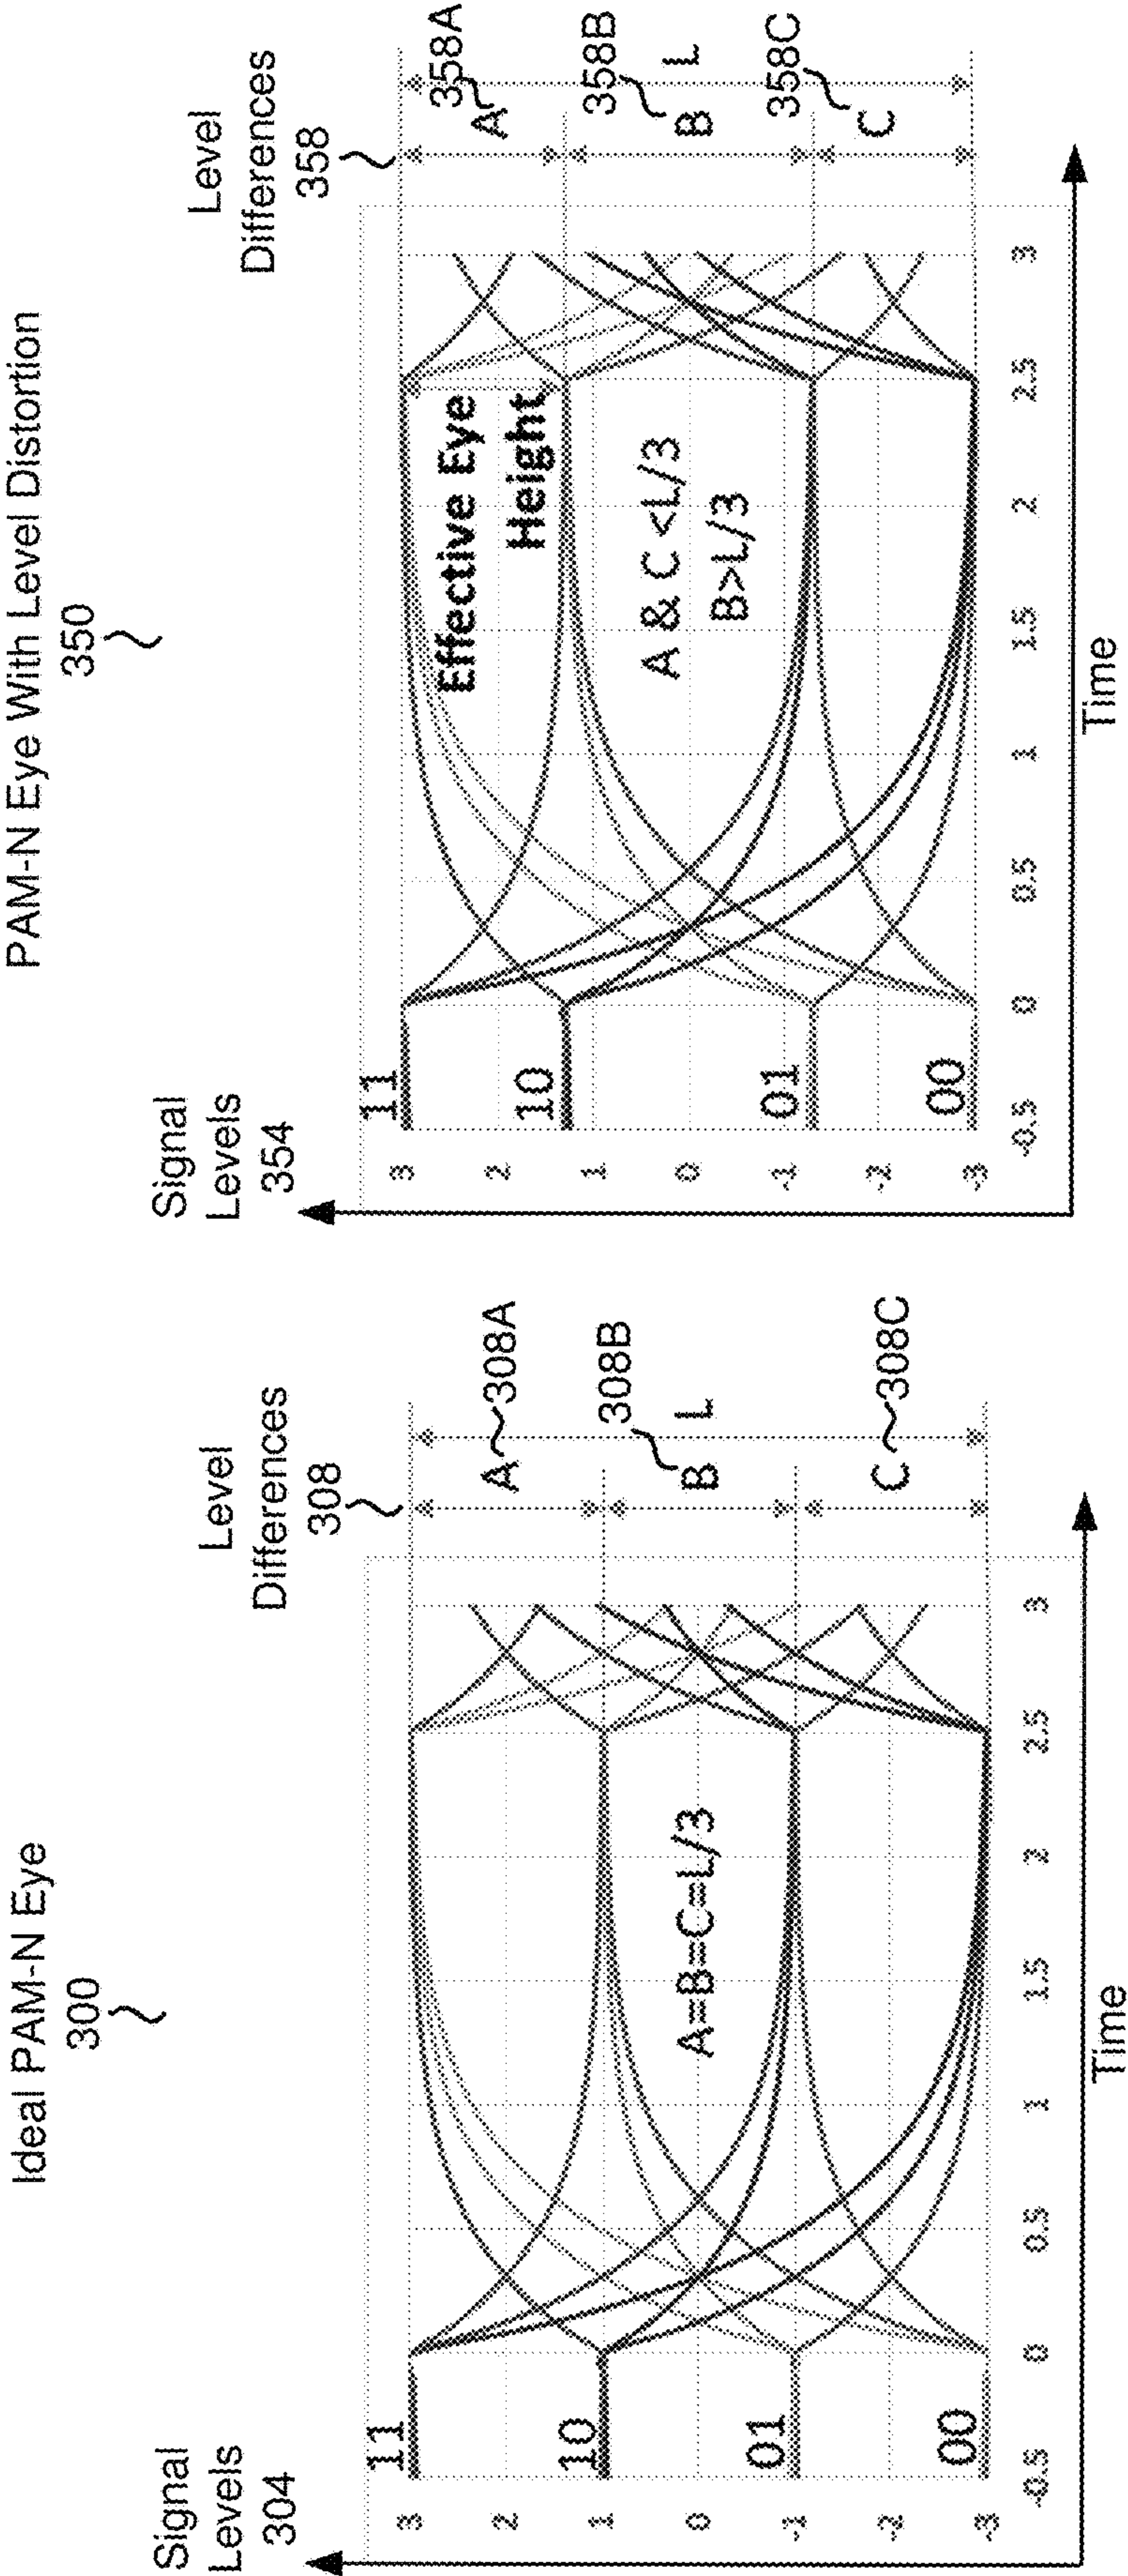 Ideal PAM-N Eye
300
Signal
Levels
304
Level
Differences
308
11
10
01
00
3
2
1
0
-1
-2
-3
A=B=C=L/3
A
308A
308B
B
L
C
308C
-0.5
0
0.5
1
1.5
2
2.5
3
Time
PAM-N Eye With Level Distortion
350
Signal
Levels
354
Level
Differences
358
11
10
01
00
3
2
1
0
-1
-2
-3
Effective Eye
Height
A & C <L/3
B>L/3
358A
A
358B
B
L
358C
C
-0.5
0
0.5
1
1.5
2
2.5
3
Time